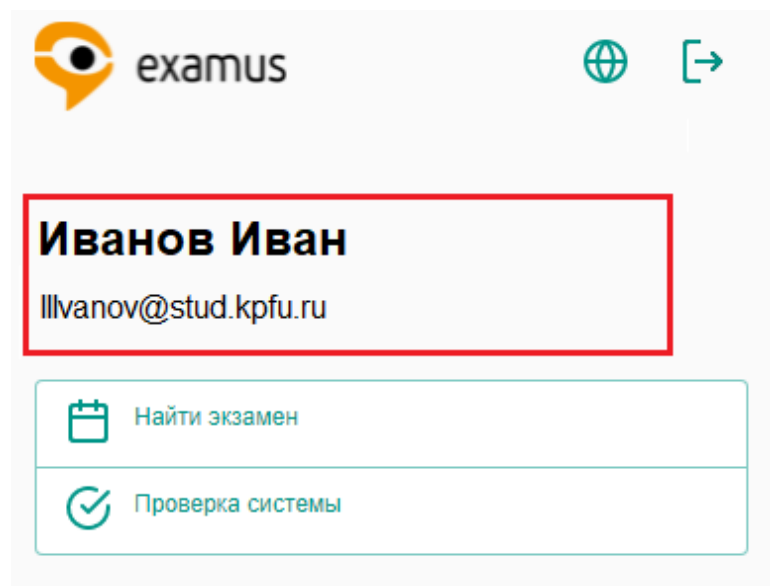 examus
Иванов Иван
IIIvanov@stud.kpfu.ru
Найти экзамен
Проверка системы